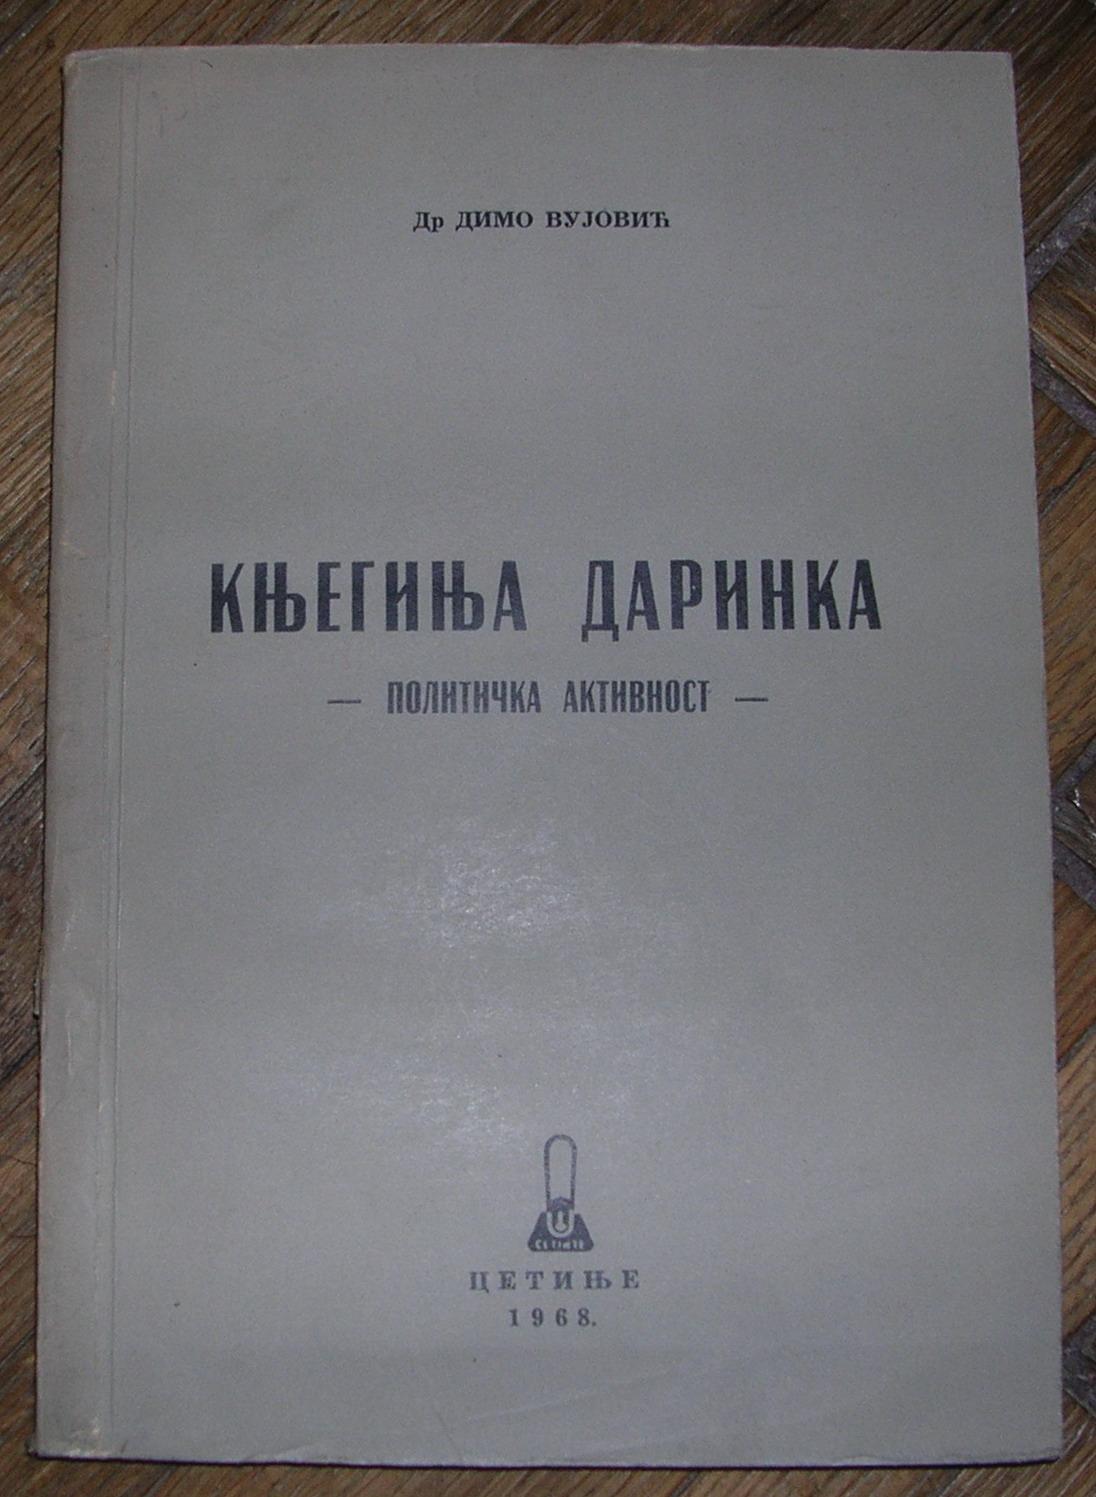 Др ДИМО ВУЈОВИЋ
КЊЕГИЊА ДАРИНКА
— ПОЛИТИЧКА АКТИВНОСТ —
ЦЕТИЊЕ
1968.